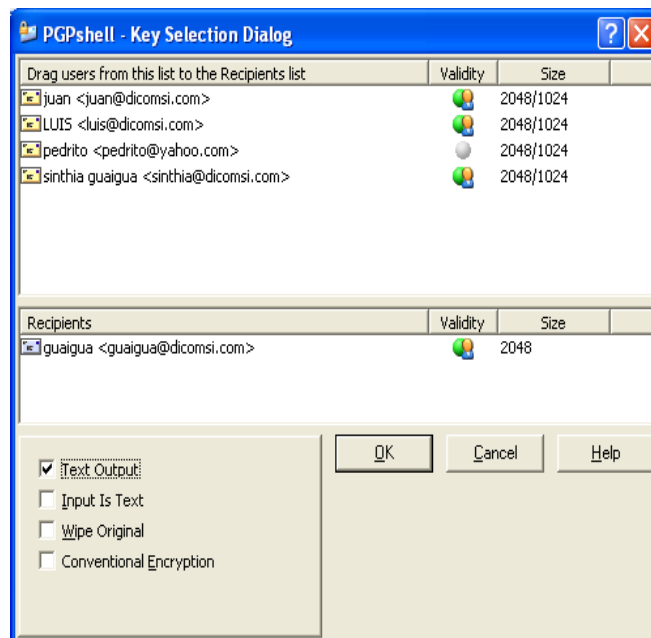 PGPshell - Key Selection Dialog
Drag users from this list to the Recipients list Validity Size
juan <juan@dicomsi.com> 2048/1024
LUIS <luis@dicomsi.com> 2048/1024
pedrito <pedrito@yahoo.com> 2048/1024
sinthia guaigua <sinthia@dicomsi.com> 2048/1024
Recipients Validity Size
guaigua <guaigua@dicomsi.com> 2048
Text Output
Input Is Text
Wipe Original
Conventional Encryption
OK Cancel Help